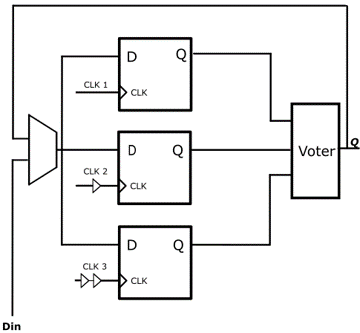 D Q
CLK 1
CLK
D Q
CLK 2
CLK
Voter
Q
D Q
CLK 3
CLK
Din